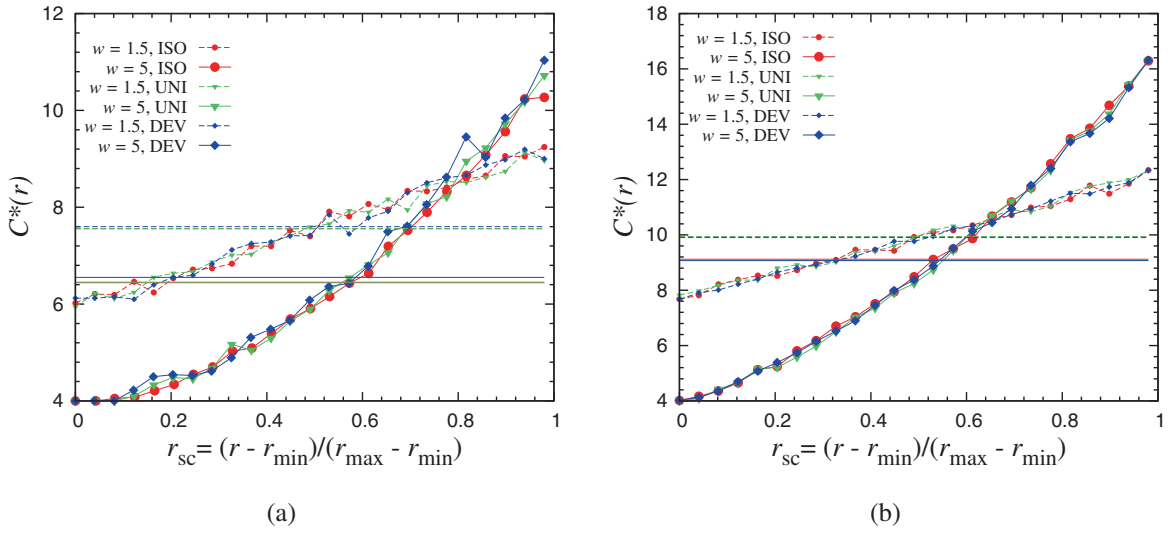 12
10
8
6
4
C*(r)
w = 1.5, ISO
w = 5, ISO
w = 1.5, UNI
w = 5, UNI
w = 1.5, DEV
w = 5, DEV
0 0.2 0.4 0.6 0.8 1
r_sc= (r - r_min)/(r_max - r_min)
(a)
18
16
14
12
10
8
6
4
C*(r)
w = 1.5, ISO
w = 5, ISO
w = 1.5, UNI
w = 5, UNI
w = 1.5, DEV
w = 5, DEV
0 0.2 0.4 0.6 0.8 1
r_sc= (r - r_min)/(r_max - r_min)
(b)